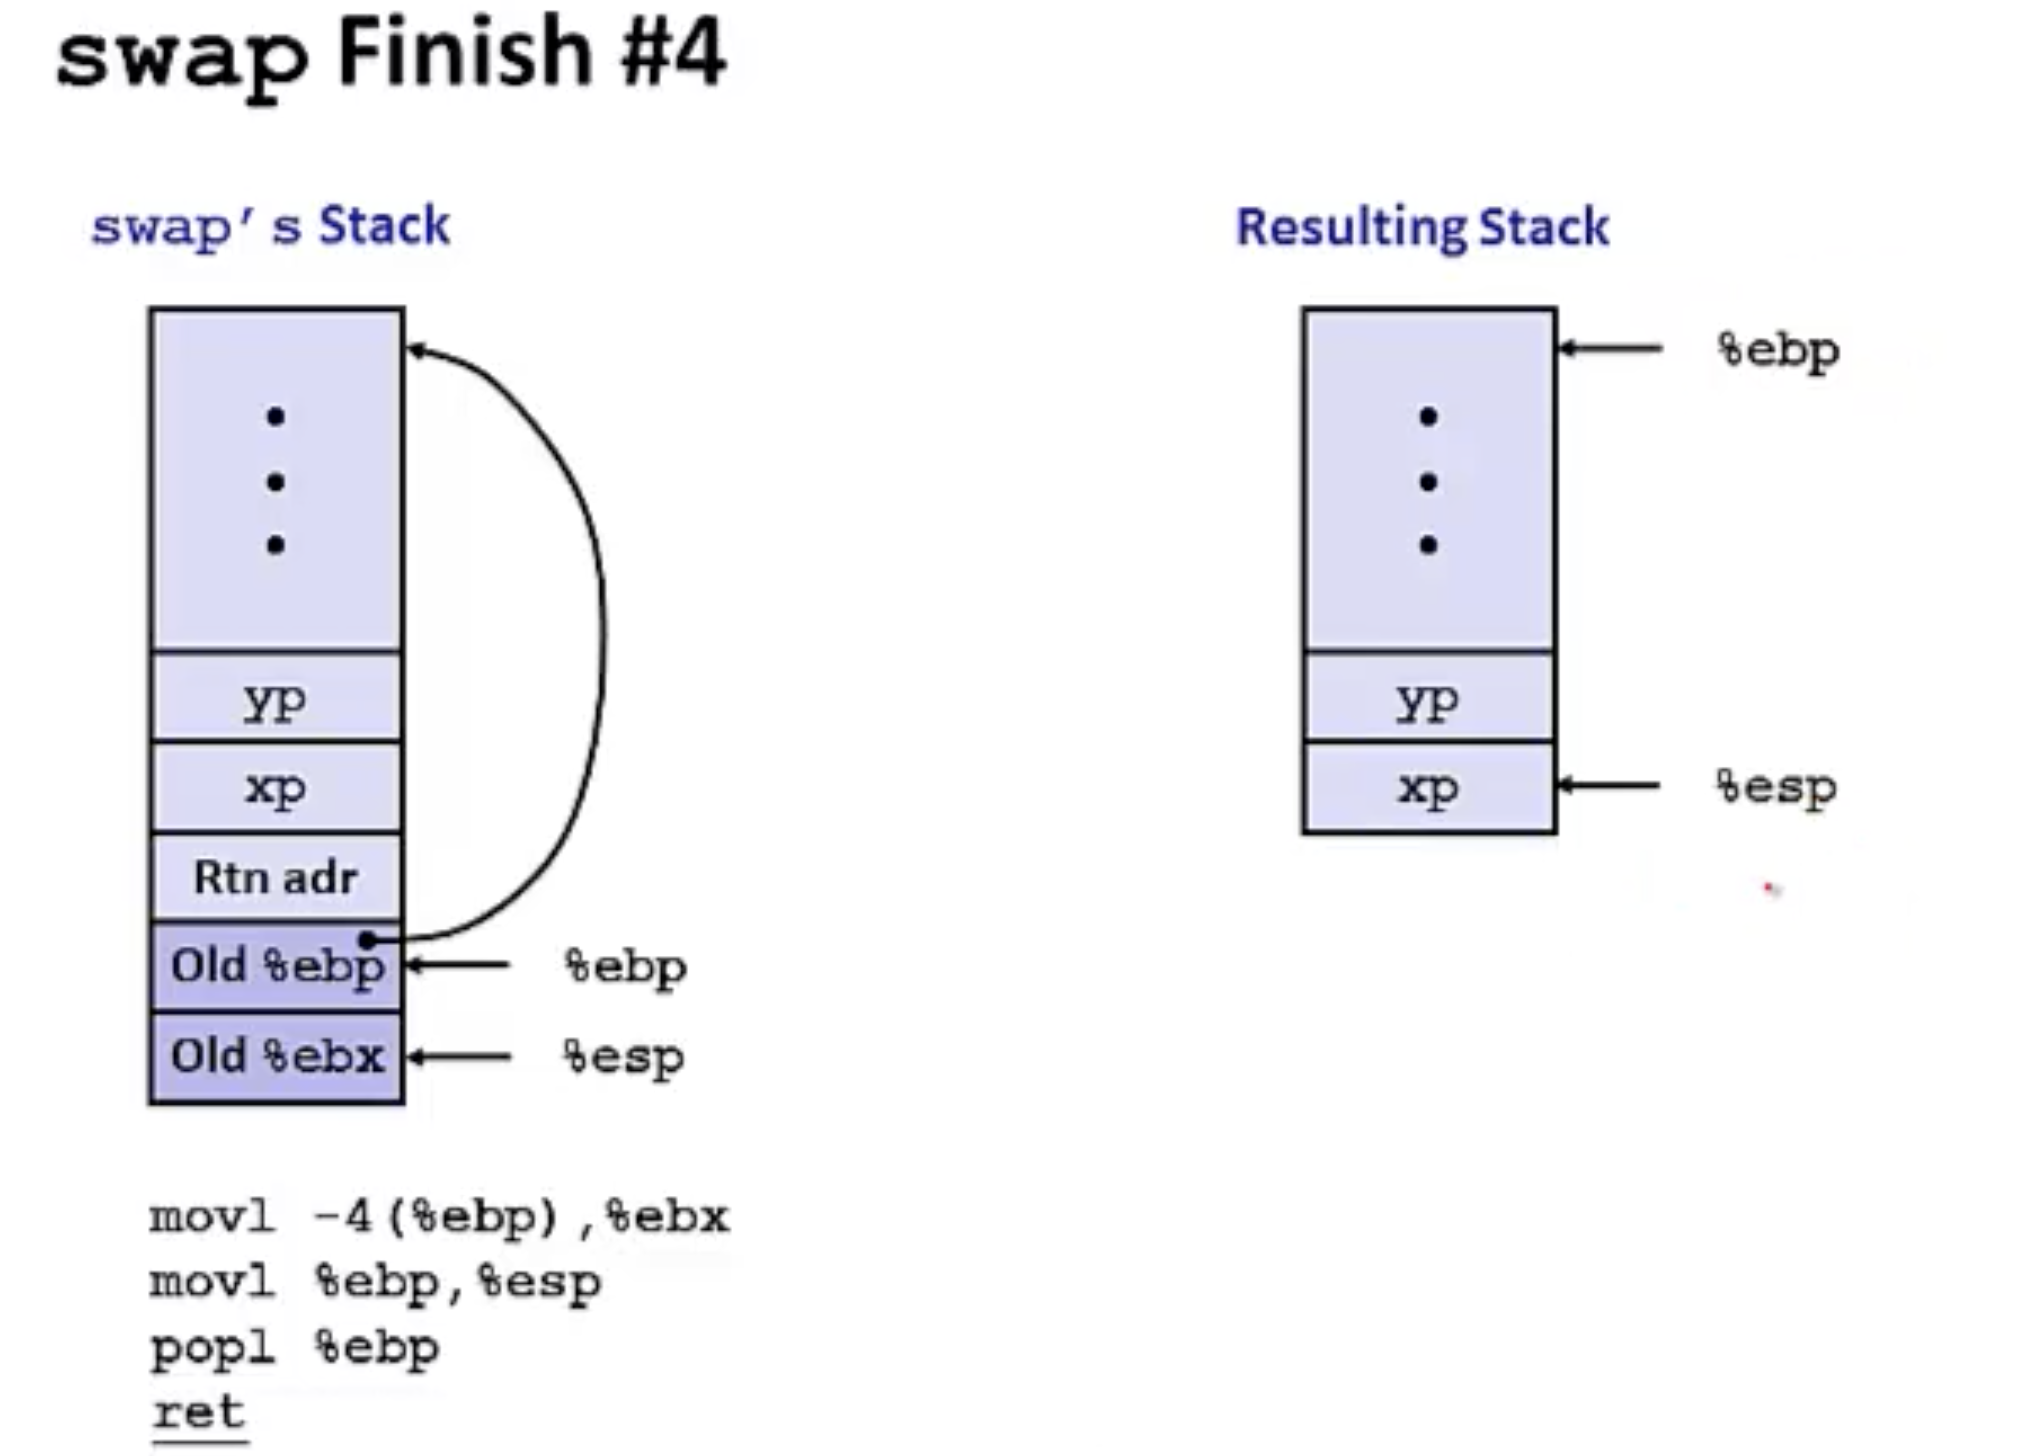 swap Finish #4
swap's Stack
yp
xp
Rtn adr
Old %ebp
%ebp
Old %ebx
%esp
movl -4(%ebp),%ebx
movl %ebp,%esp
popl %ebp
ret
Resulting Stack
%ebp
yp
xp
%esp